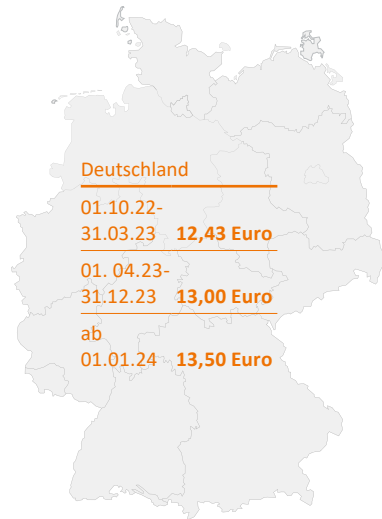 Deutschland
01.10.22-
31.03.23 12,43 Euro
01. 04.23-
31.12.23 13,00 Euro
ab
01.01.24 13,50 Euro